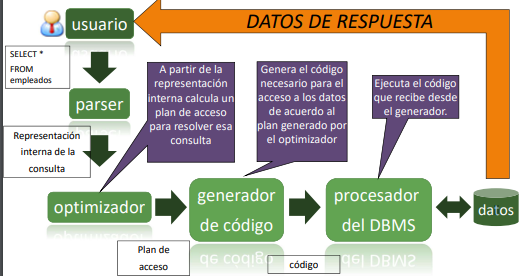 DATOS DE RESPUESTA
usuario
SELECT *
FROM
empleados
parser
Representación
interna de la
consulta
A partir de la
representación
interna calcula un
plan de acceso
para resolver esa
consulta
Genera el código
necesario para el
acceso a los datos
de acuerdo al
plan generado por
el optimizador
Ejecuta el código
que recibe desde
el generador.
optimizador
generador
de código
procesador
del DBMS
datos
Plan de
acceso
código